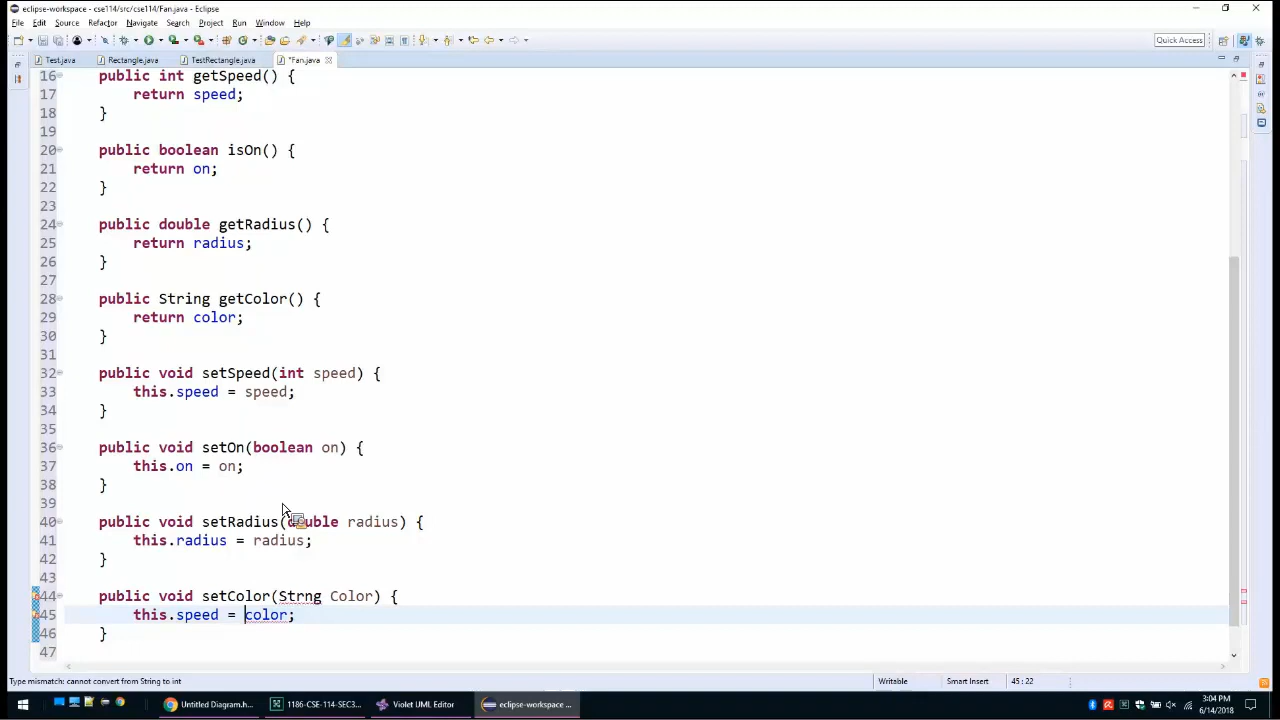 eclipse-workspace - cse114/src/cse114/Fan.java - Eclipse
File Edit Source Refactor Navigate Search Project Run Window Help
Quick Access
Test.java Rectangle.java TestRectangle.java *Fan.java
16 public int getSpeed() {
17 return speed;
18 }
19
20 public boolean isOn() {
21 return on;
22 }
23
24 public double getRadius() {
25 return radius;
26 }
27
28 public String getColor() {
29 return color;
30 }
31
32 public void setSpeed(int speed) {
33 this.speed = speed;
34 }
35
36 public void setOn(boolean on) {
37 this.on = on;
38 }
39
40 public void setRadius(double radius) {
41 this.radius = radius;
42 }
43
44 public void setColor(Strng Color) {
45 this.speed = color;
46 }
47
Type mismatch: cannot convert from String to int Writable Smart Insert 45 : 22
Untitled Diagram.h... 1186-CSE-114-SEC3... Violet UML Editor eclipse-workspace ... 3:04 PM
6/14/2018